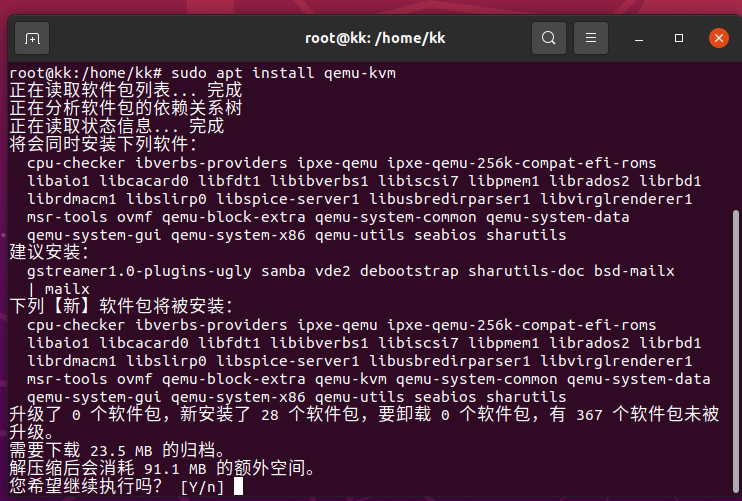 root@kk: /home/kk
root@kk:/home/kk# sudo apt install qemu-kvm
正在读取软件包列表... 完成
正在分析软件包的依赖关系树
正在读取状态信息... 完成
将会同时安装下列软件：
cpu-checker ibverbs-providers ipxe-qemu ipxe-qemu-256k-compat-efi-roms
libaio1 libcacard0 libfdt1 libibverbs1 libiscsi7 libpmem1 librados2 librbd1
librdmacm1 libslirp0 libspice-server1 libusbredirparser1 libvirglrenderer1
msr-tools ovmf qemu-block-extra qemu-system-common qemu-system-data
qemu-system-gui qemu-system-x86 qemu-utils seabios sharutils
建议安装：
gstreamer1.0-plugins-ugly samba vde2 debootstrap sharutils-doc bsd-mailx
| mailx
下列【新】软件包将被安装：
cpu-checker ibverbs-providers ipxe-qemu ipxe-qemu-256k-compat-efi-roms
libaio1 libcacard0 libfdt1 libibverbs1 libiscsi7 libpmem1 librados2 librbd1
librdmacm1 libslirp0 libspice-server1 libusbredirparser1 libvirglrenderer1
msr-tools ovmf qemu-block-extra qemu-kvm qemu-system-common qemu-system-data
qemu-system-gui qemu-system-x86 qemu-utils seabios sharutils
升级了 0 个软件包，新安装了 28 个软件包，要卸载 0 个软件包，有 367 个软件包未被
升级。
需要下载 23.5 MB 的归档。
解压缩后会消耗 91.1 MB 的额外空间。
您希望继续执行吗？ [Y/n]